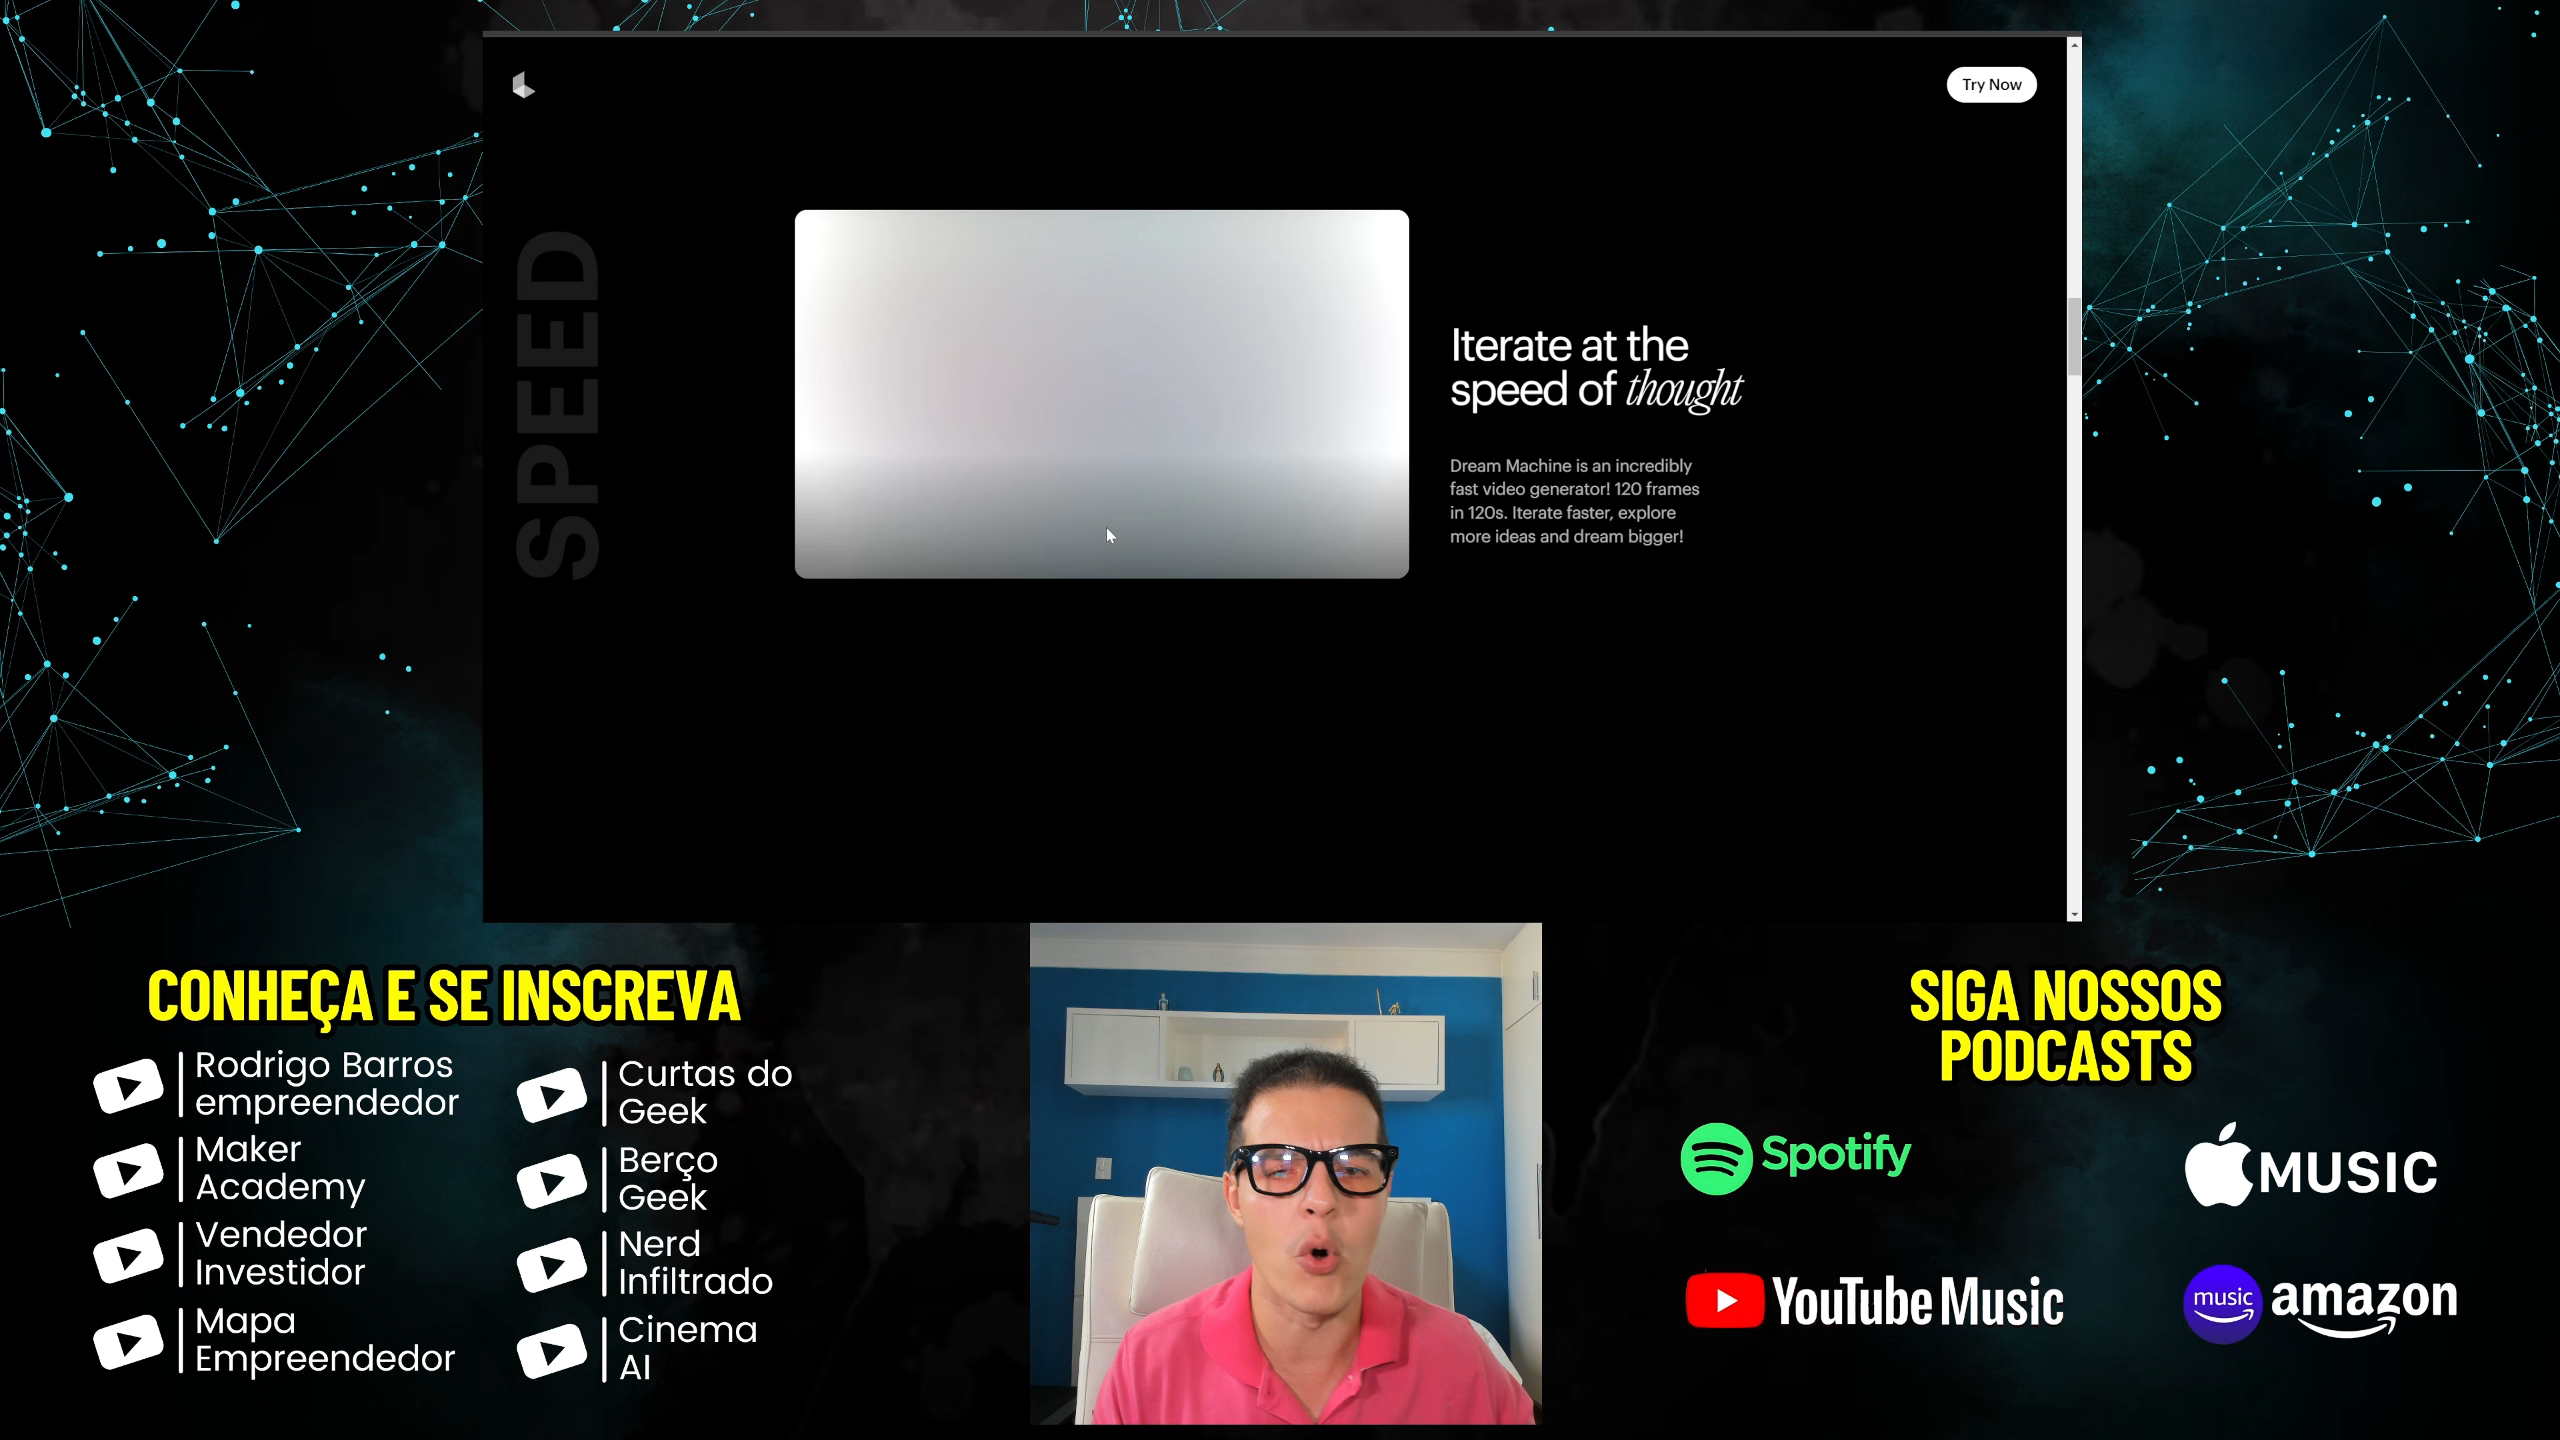 Try Now
SPEED
Iterate at the
speed of thought
Dream Machine is an incredibly
fast video generator! 120 frames
in 120s. Iterate faster, explore
more ideas and dream bigger!
CONHEÇA E SE INSCREVA
Rodrigo Barros
empreendedor
Maker
Academy
Vendedor
Investidor
Mapa
Empreendedor
Curtas do
Geek
Berço
Geek
Nerd
Infiltrado
Cinema
AI
SIGA NOSSOS
PODCASTS
Spotify
MUSIC
YouTube Music
music amazon